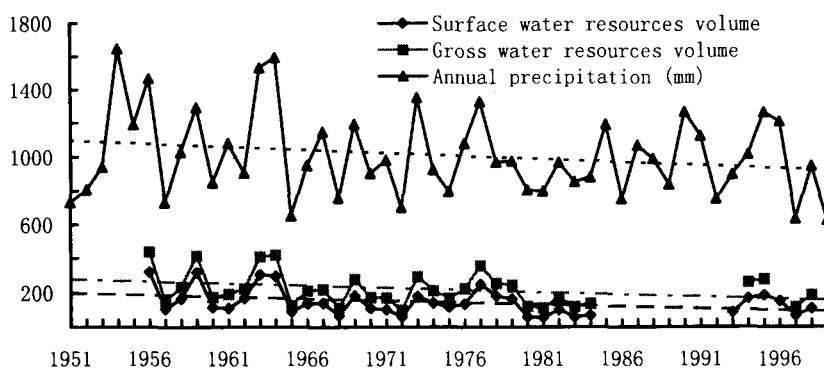 1800
1400
1000
600
200
Surface water resources volume
Gross water resources volume
Annual precipitation (mm)
1951 1956 1961 1966 1971 1976 1981 1986 1991 1996